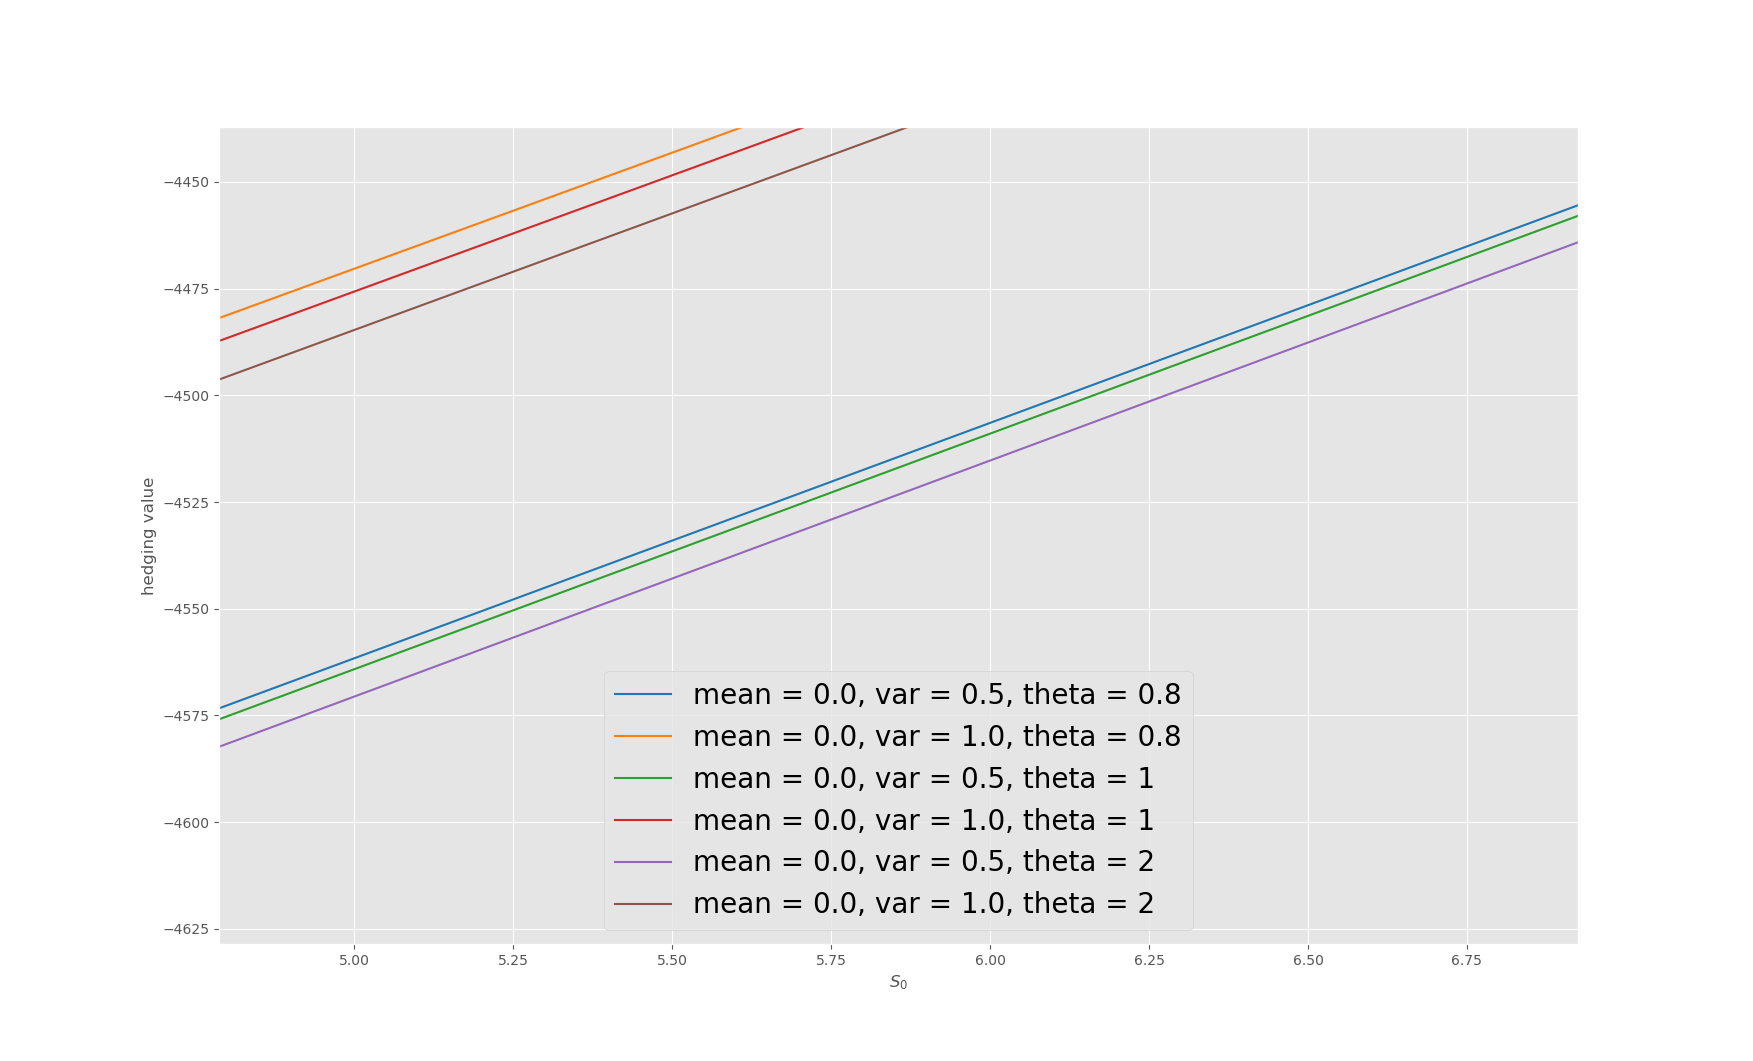 −4450
−4475
−4500
−4525
−4550
−4575
−4600
−4625
hedging value
mean = 0.0, var = 0.5, theta = 0.8
mean = 0.0, var = 1.0, theta = 0.8
mean = 0.0, var = 0.5, theta = 1
mean = 0.0, var = 1.0, theta = 1
mean = 0.0, var = 0.5, theta = 2
mean = 0.0, var = 1.0, theta = 2
5.00 5.25 5.50 5.75 6.00 6.25 6.50 6.75
S₀